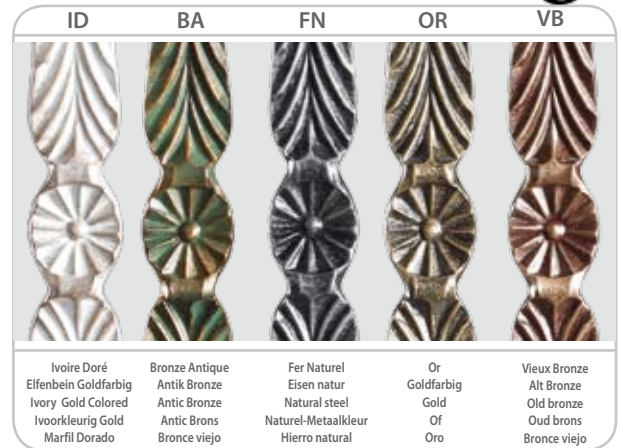 ID BA FN OR VB
Ivoire Doré Bronze Antique Fer Naturel Or Vieux Bronze
Elfenbein Goldfarbig Antik Bronze Eisen natur Goldfarbig Alt Bronze
Ivory Gold Colored Antic Bronze Natural steel Gold Old bronze
Ivoorkleurig Gold Antic Brons Naturel-Metaalkleur Of Oud brons
Marfil Dorado Bronce viejo Hierro natural Oro Bronce viejo